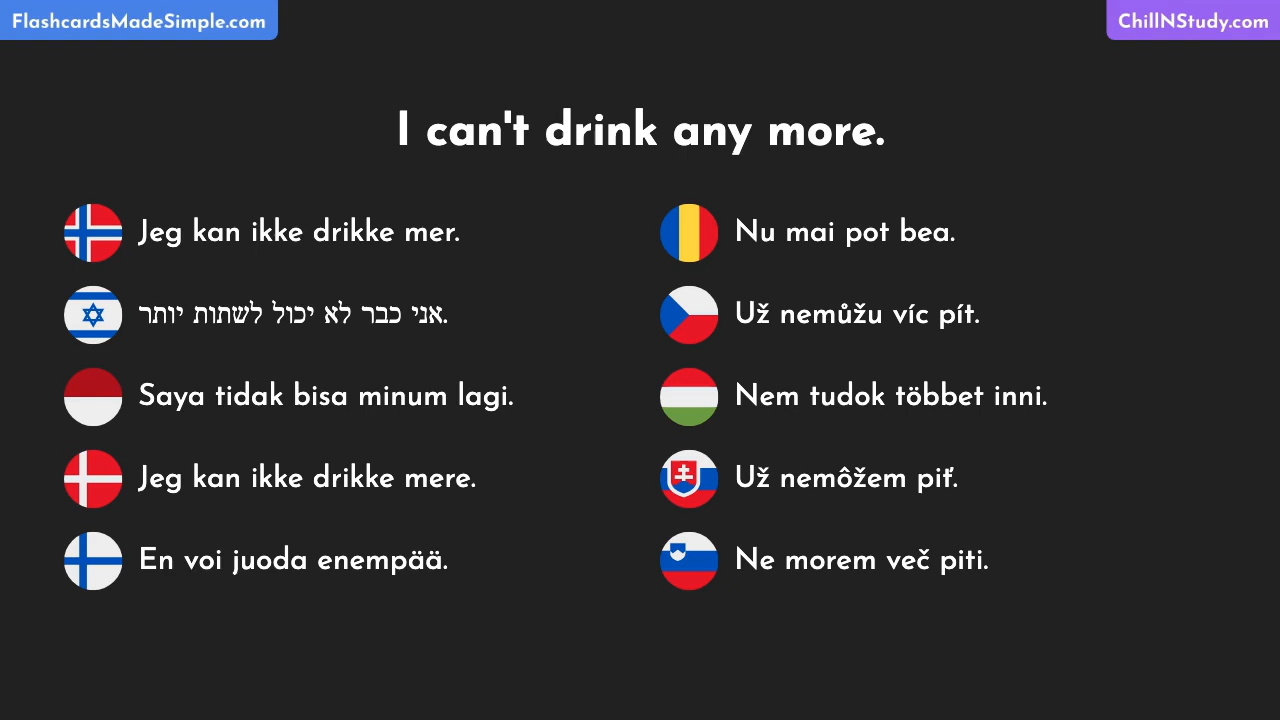 FlashcardsMadeSimple.com
ChillNStudy.com
I can't drink any more.
Jeg kan ikke drikke mer.
אני כבר לא יכול לשתות יותר.
Saya tidak bisa minum lagi.
Jeg kan ikke drikke mere.
En voi juoda enempää.
Nu mai pot bea.
Už nemůžu víc pít.
Nem tudok többet inni.
Už nemôžem piť.
Ne morem več piti.